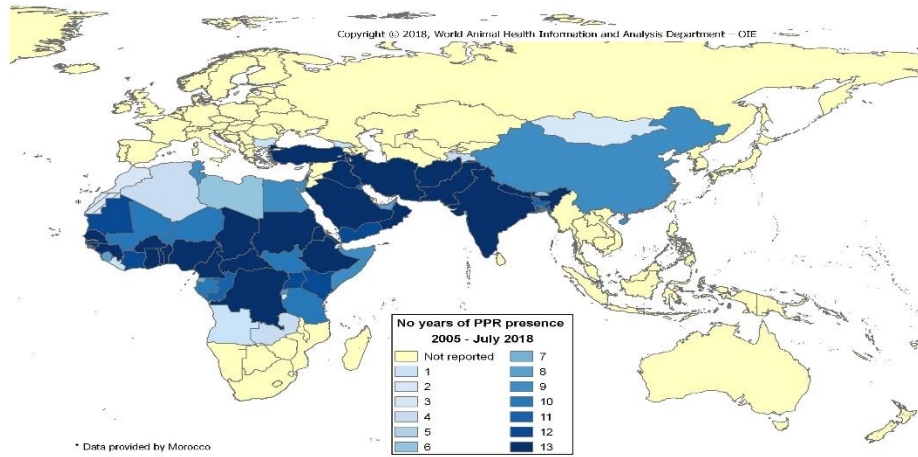 Copyright © 2018, World Animal Health Information and Analysis Department – OIE
*
No years of PPR presence
2005 - July 2018
Not reported
1
2
3
4
5
6
7
8
9
10
11
12
13
* Data provided by Morocco